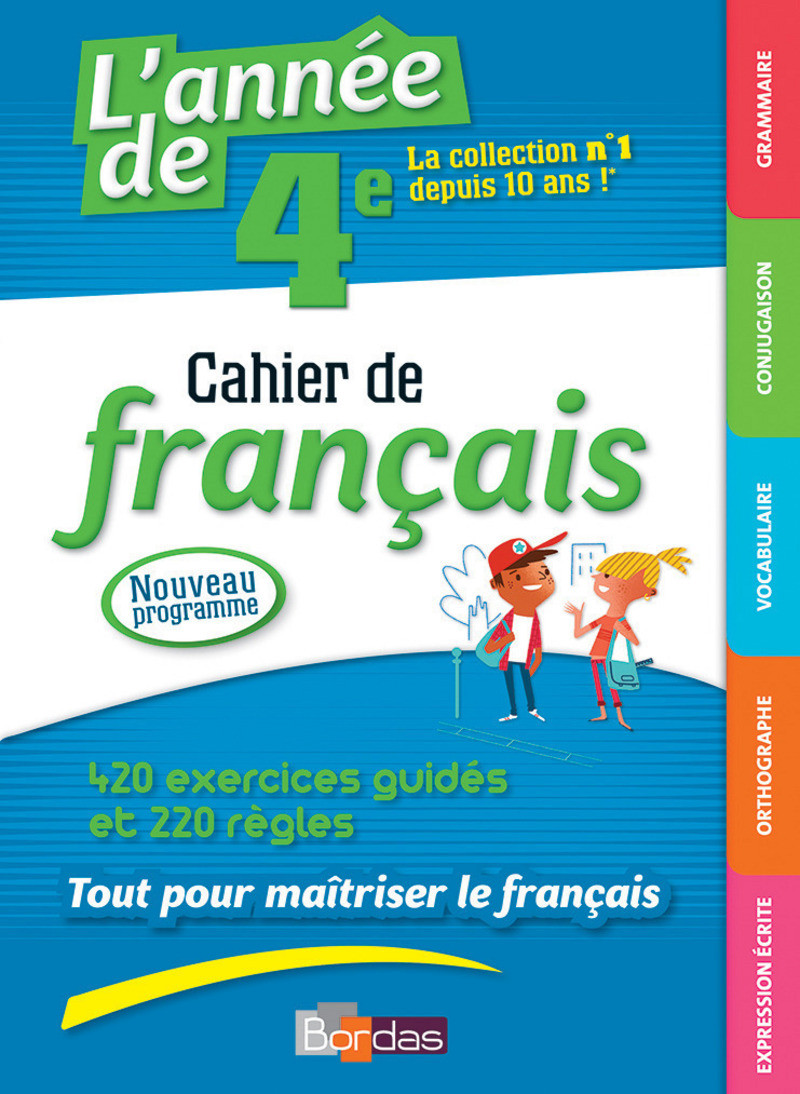 L'année
de
4e
La collection n°1
depuis 10 ans !*
Cahier de
français
Nouveau
programme
420 exercices guidés
et 220 règles
Tout pour maîtriser le français
Bordas
GRAMMAIRE
CONJUGAISON
VOCABULAIRE
ORTHOGRAPHE
EXPRESSION ÉCRITE